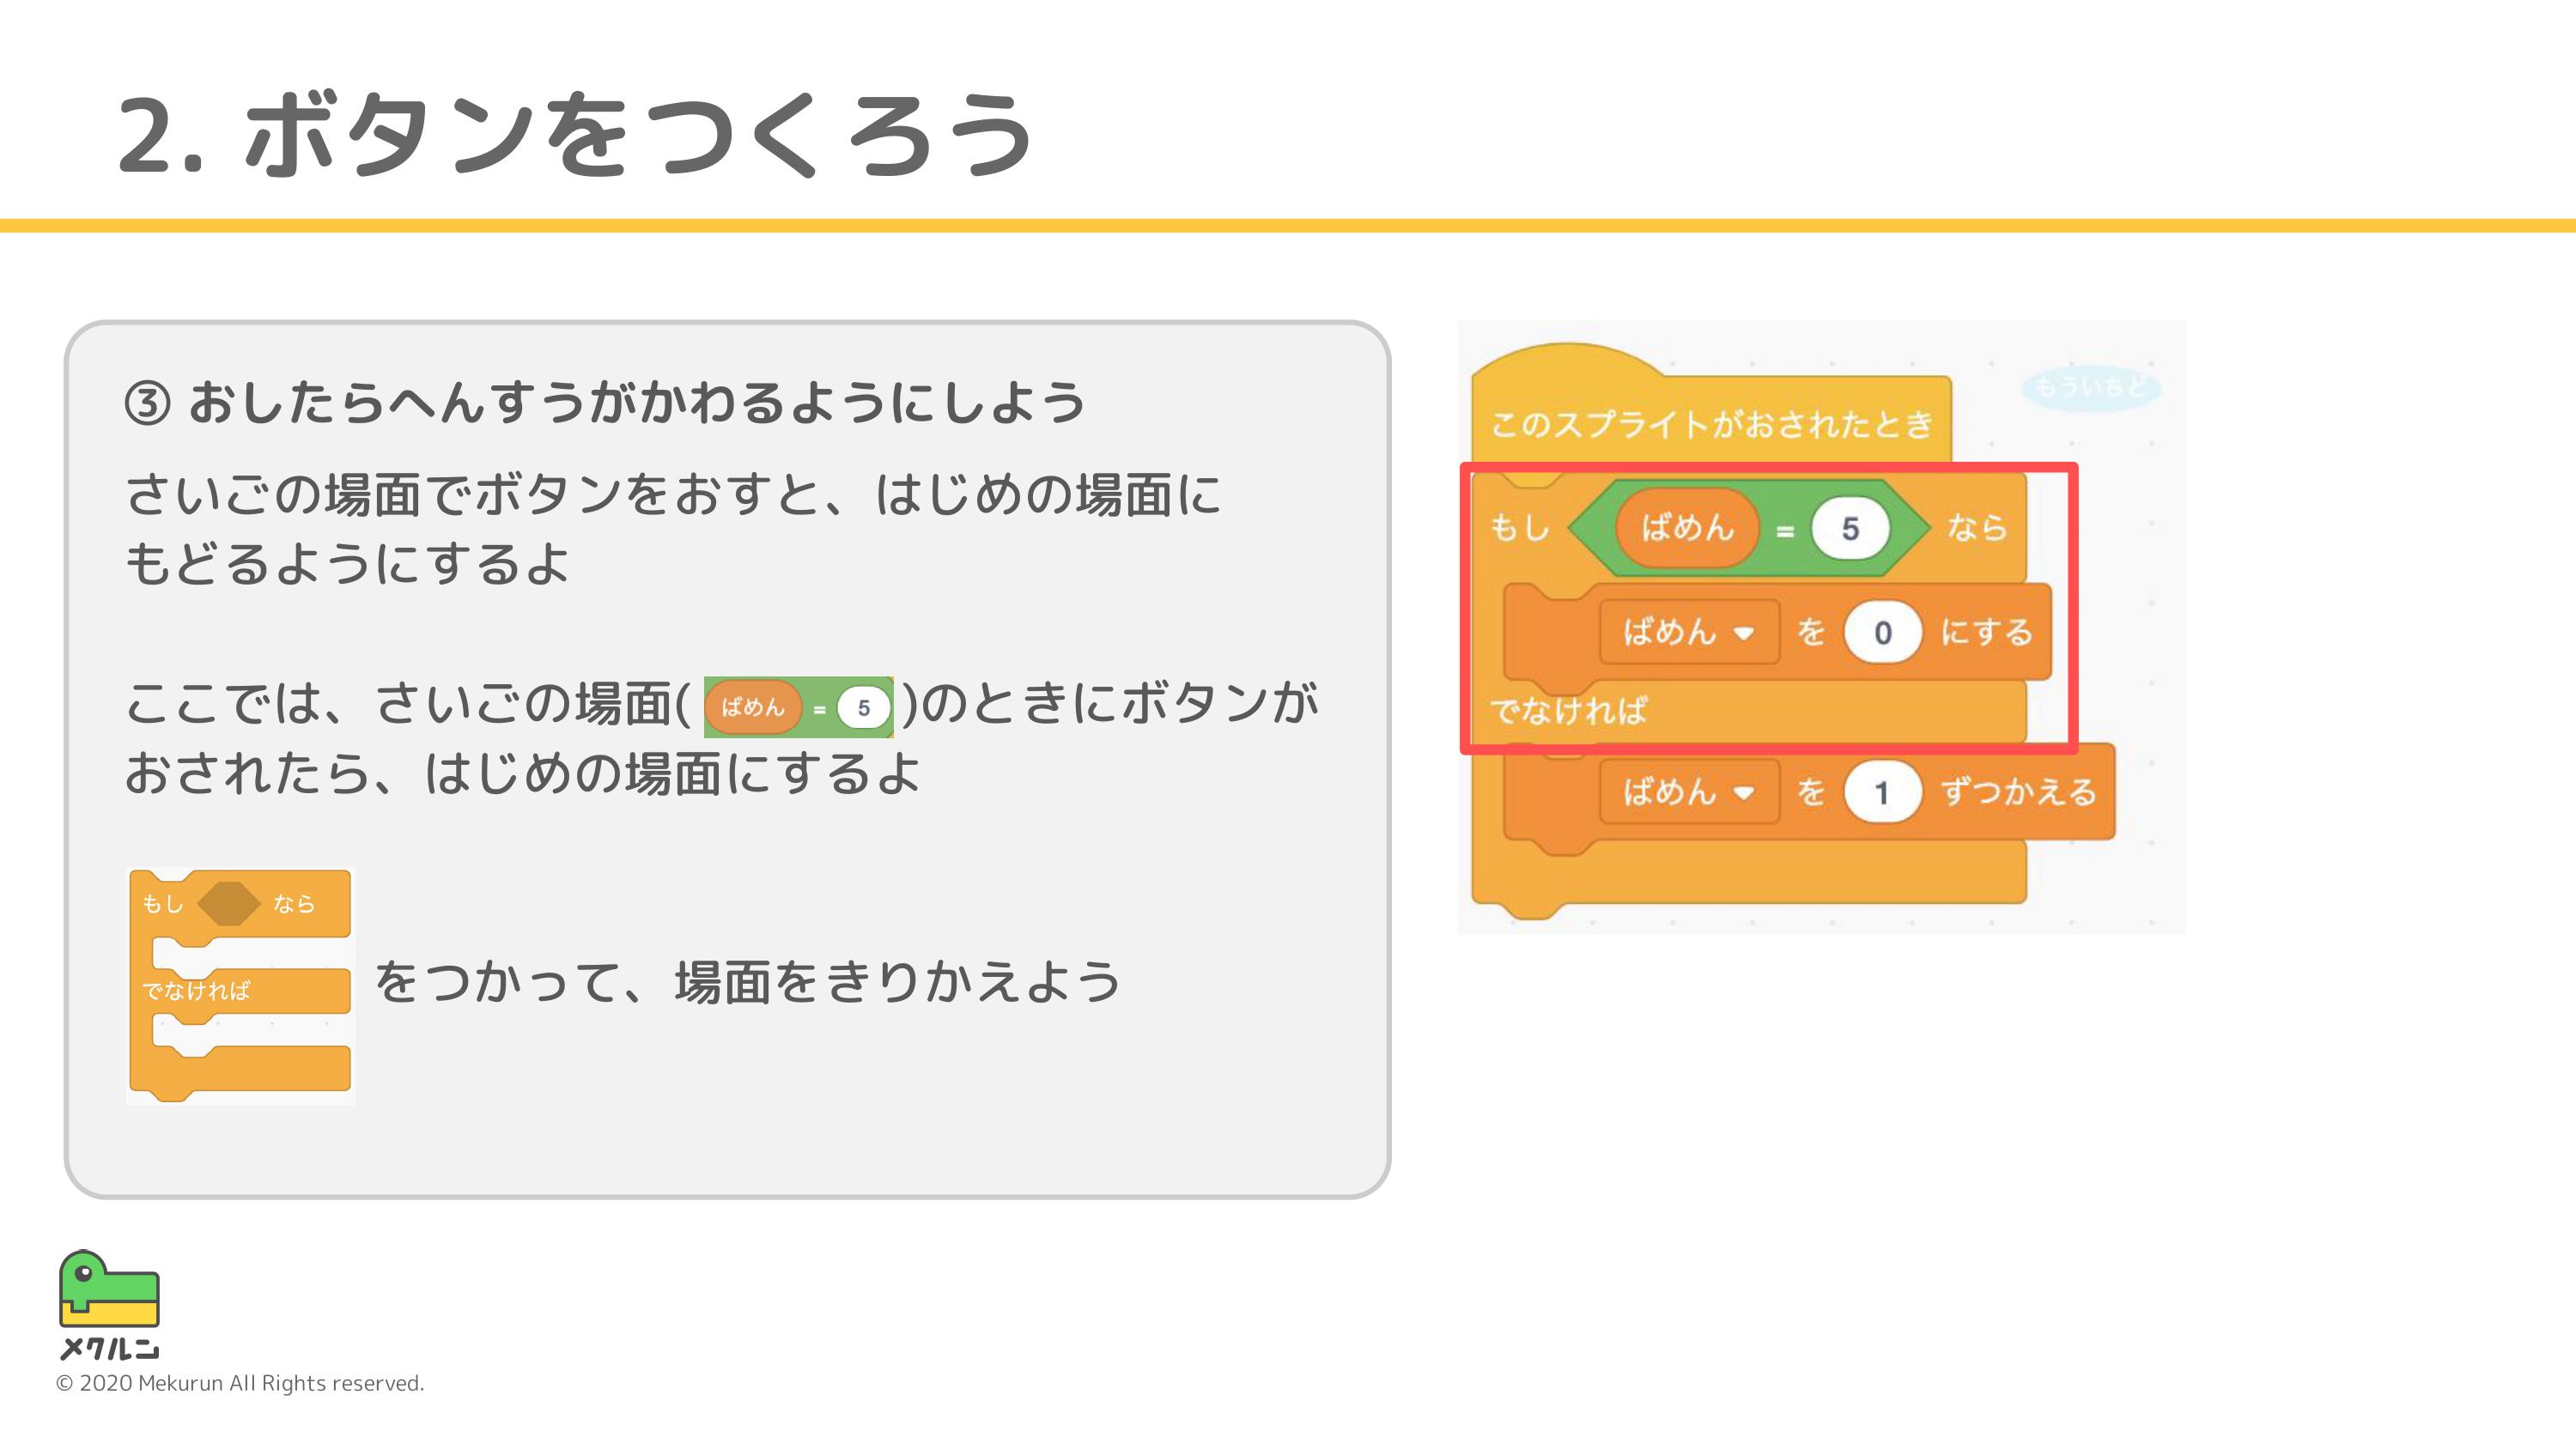 2. ボタンをつくろう
③ おしたらへんすうがかわるようにしよう
さいごの場面でボタンをおすと、はじめの場面に
もどるようにするよ
ここでは、さいごの場面( ばめん = 5 )のときにボタンが
おされたら、はじめの場面にするよ
もし なら
でなければ
をつかって、場面をきりかえよう
もういちど
このスプライトがおされたとき
もし ばめん = 5 なら
ばめん を 0 にする
でなければ
ばめん を 1 ずつかえる
メクルン
© 2020 Mekurun All Rights reserved.